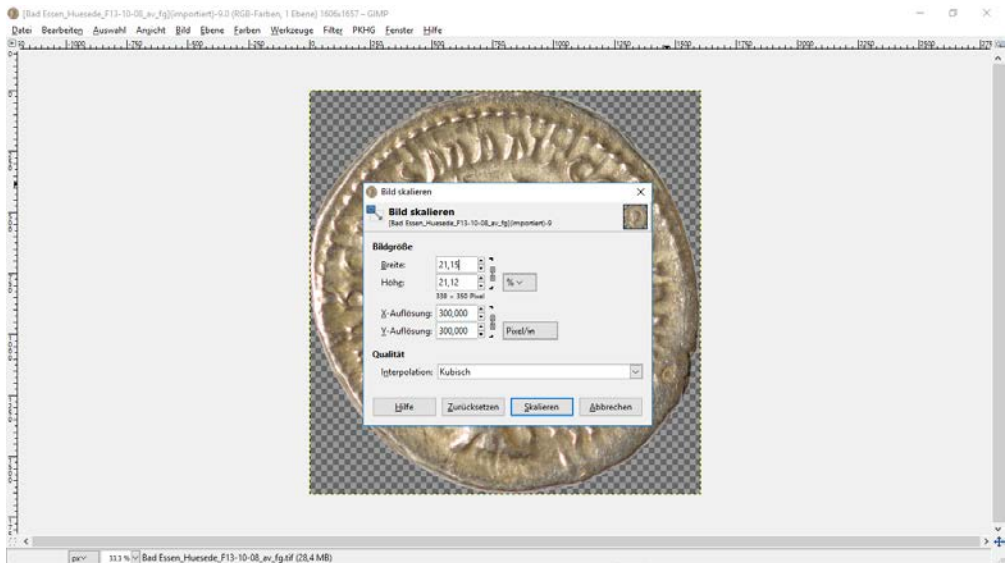 [Bad Essen_Huesede_F13-10-08_av_fg](importiert)-9.0 (RGB-Farben, 1 Ebene) 1606x1657 – GIMP
Datei Bearbeiten Auswahl Ansicht Bild Ebene Farben Werkzeuge Filter PKHG Fenster Hilfe
Bild skalieren
Bild skalieren
[Bad Essen_Huesede_F13-10-08_av_fg](importiert)-9
Bildgröße
Breite: 21,15
Höhe: 21,12 %
339 × 350 Pixel
X-Auflösung: 300,000
Y-Auflösung: 300,000 Pixel/in
Qualität
Interpolation: Kubisch
Hilfe Zurücksetzen Skalieren Abbrechen
px 33,3 % Bad Essen_Huesede_F13-10-08_av_fg.tif (28,4 MB)